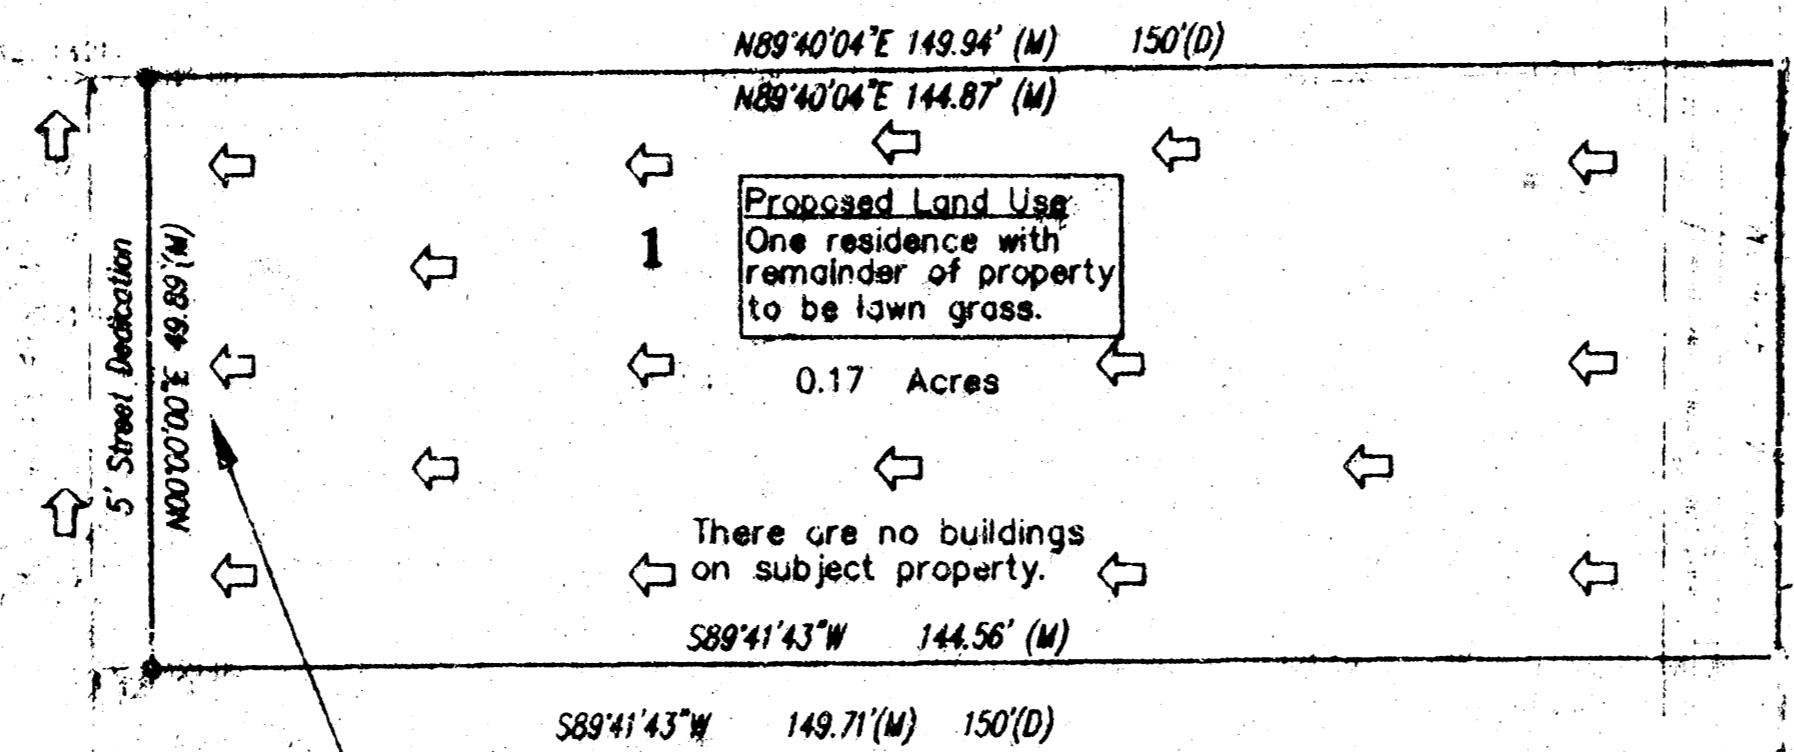 N89°40'04"E 149.94' (M) 150'(D)
N89°40'04"E 144.87' (M)
5' Street Dedication
N00°00'00"E 49.89'(M)
1
Proposed Land Use
One residence with
remainder of property
to be lawn grass.
0.17 Acres
There are no buildings
on subject property.
S89°41'43"W 144.56' (M)
S89°41'43"W 149.71'(M) 150'(D)